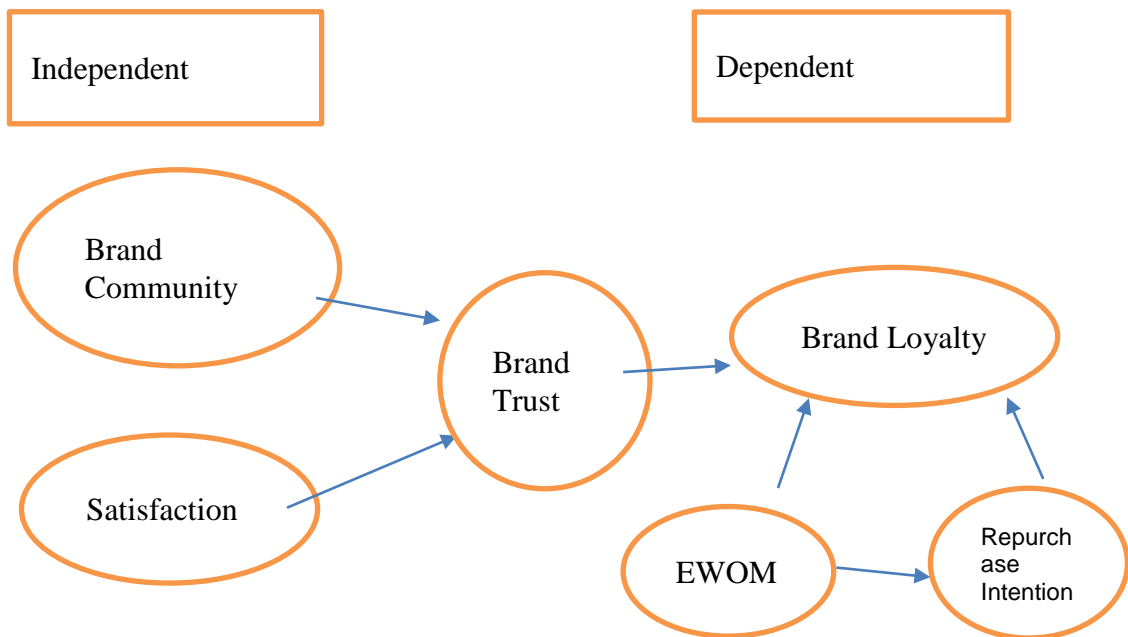 Independent
Dependent
Brand
Community
Brand
Trust
Brand Loyalty
Satisfaction
EWOM
Repurch
ase
Intention